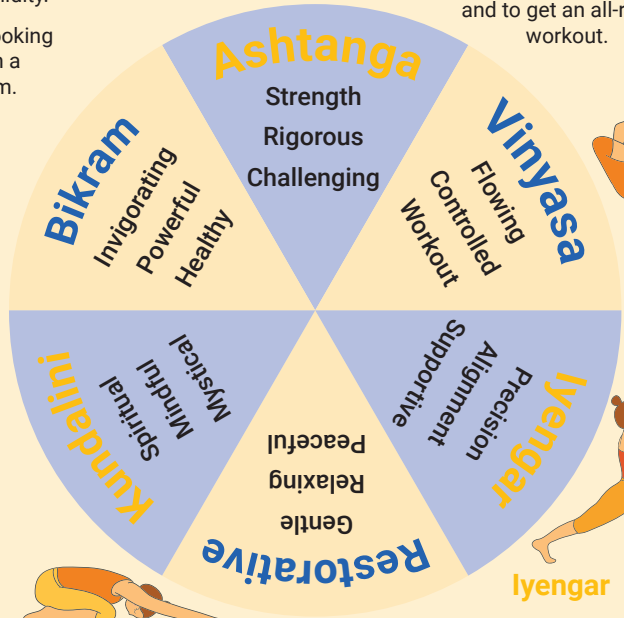 ooking
a
m.
and to get an all-r
workout.
Ashtanga
Strength
Rigorous
Challenging
Vinyasa
Flowing
Controlled
Workout
Iyengar
Precision
Alignment
Supportive
Restorative
Gentle
Relaxing
Peaceful
Kundalini
Spiritual
Mindful
Mystical
Bikram
Invigorating
Powerful
Healthy
Iyengar